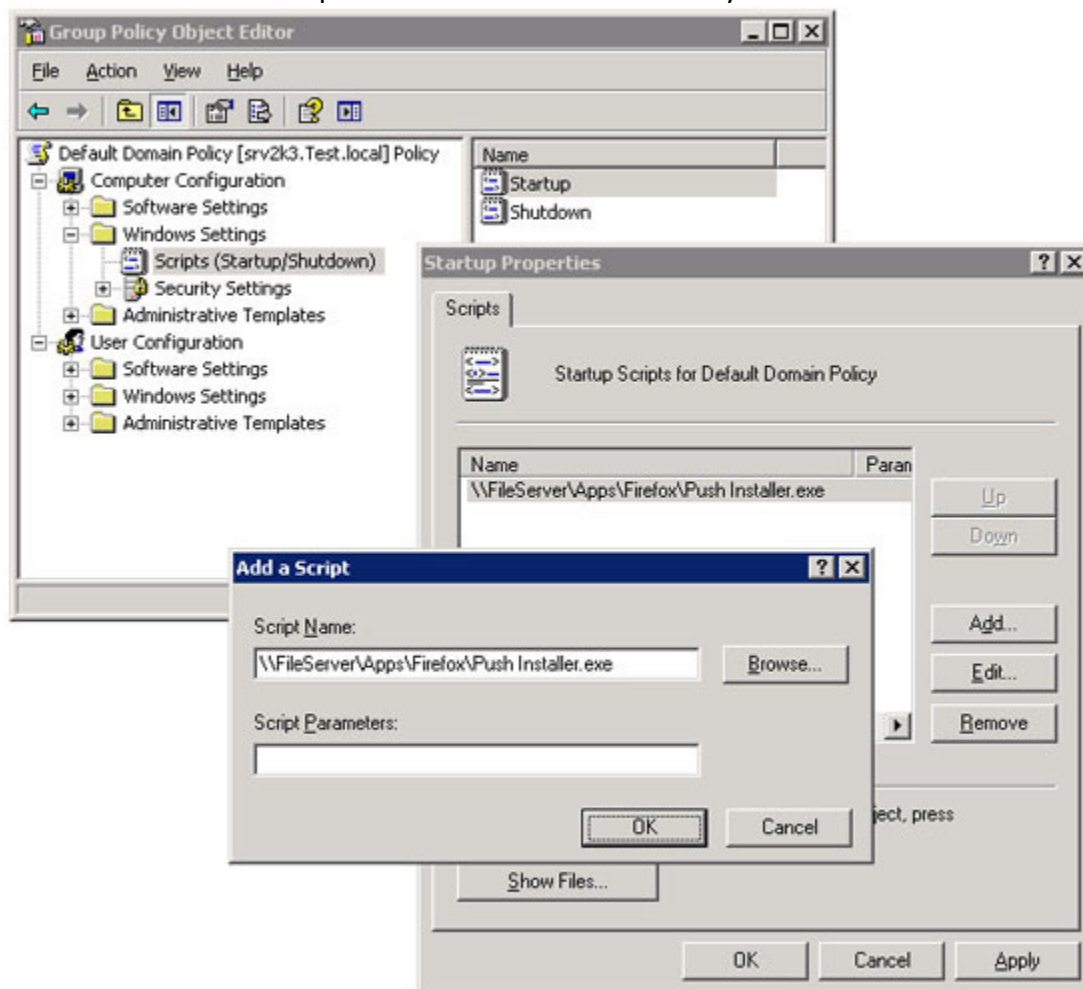 Group Policy Object Editor
File Action View Help
Default Domain Policy [srv2k3.Test.local] Policy
Computer Configuration
Software Settings
Windows Settings
Scripts (Startup/Shutdown)
Security Settings
Administrative Templates
User Configuration
Software Settings
Windows Settings
Administrative Templates
Name
Startup
Shutdown
Startup Properties
Scripts
Startup Scripts for Default Domain Policy
Name Param
\\FileServer\Apps\Firefox\Push Installer.exe
Up
Down
Add...
Edit...
Remove
Add a Script
Script Name:
\\FileServer\Apps\Firefox\Push Installer.exe
Browse...
Script Parameters:
OK Cancel
ject, press
Show Files...
OK Cancel Apply